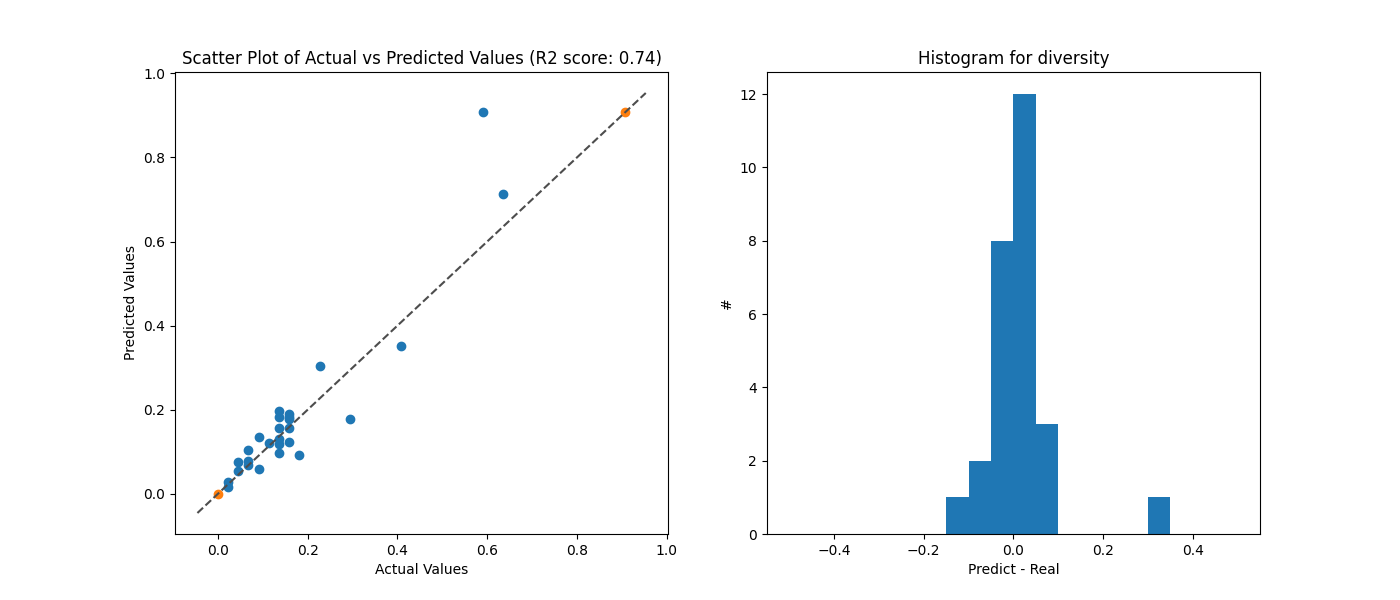 Scatter Plot of Actual vs Predicted Values (R2 score: 0.74)
1.0
0.8
0.6
0.4
0.2
0.0
Predicted Values
0.0 0.2 0.4 0.6 0.8 1.0
Actual Values
Histogram for diversity
12
10
8
6
4
2
0
#
−0.4 −0.2 0.0 0.2 0.4
Predict - Real